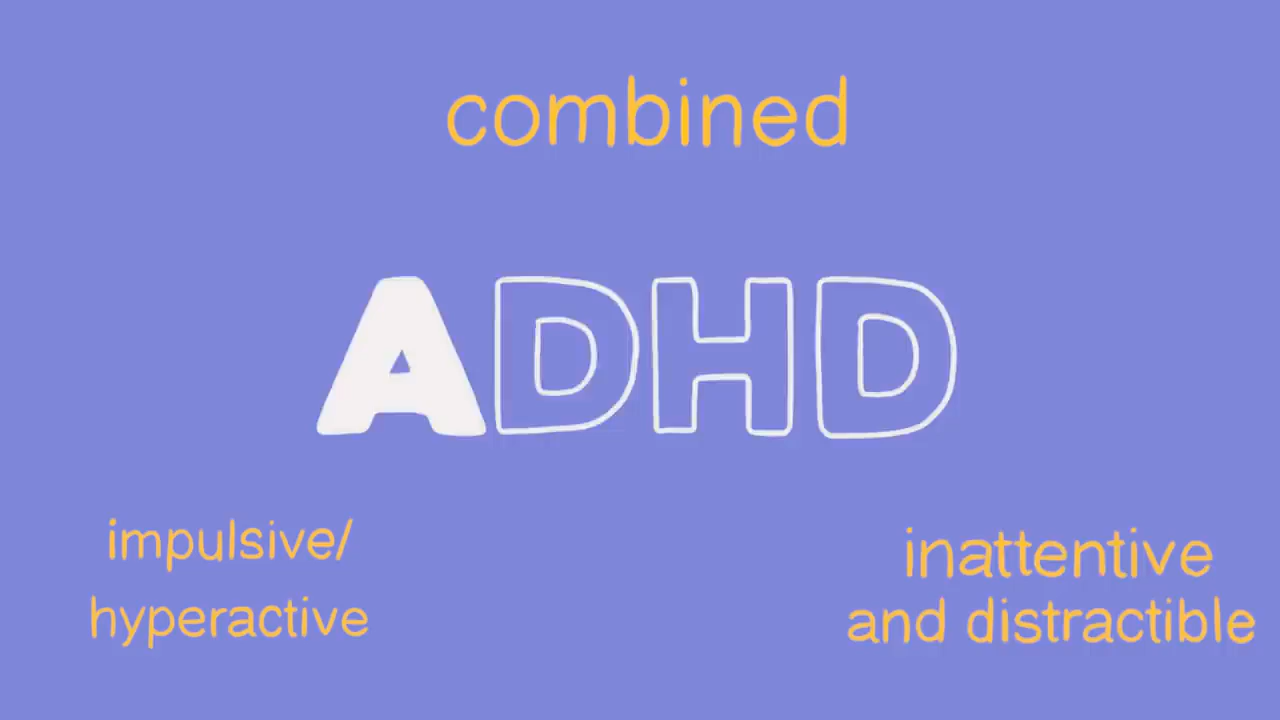 combined
ADHD
impulsive/
hyperactive
inattentive
and distractible